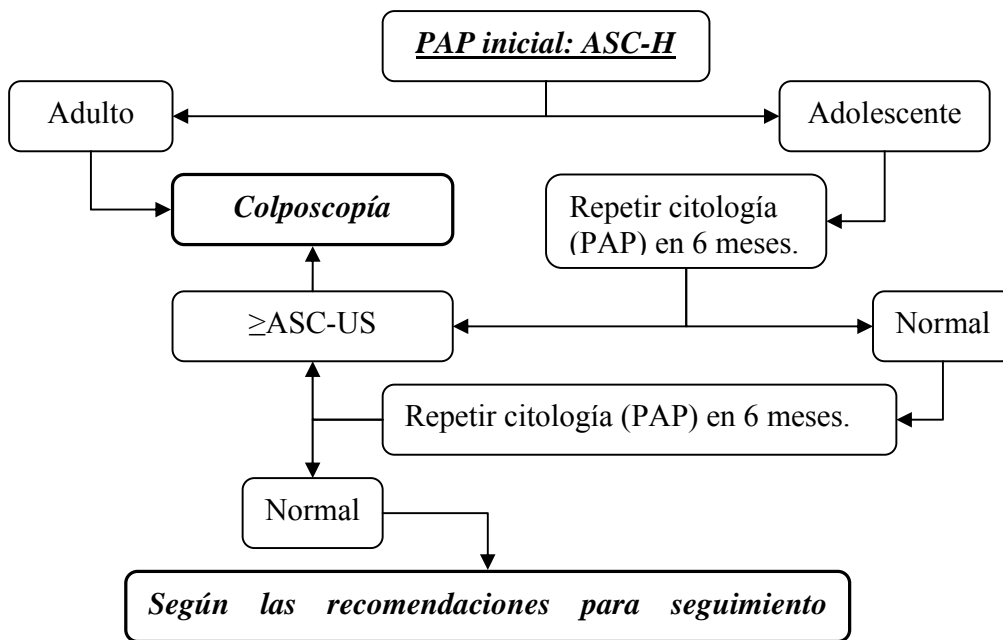 PAP inicial: ASC-H
Adulto
Adolescente
Colposcopía
Repetir citología
(PAP) en 6 meses.
≥ASC-US
Normal
Repetir citología (PAP) en 6 meses.
Normal
Según las recomendaciones para seguimiento